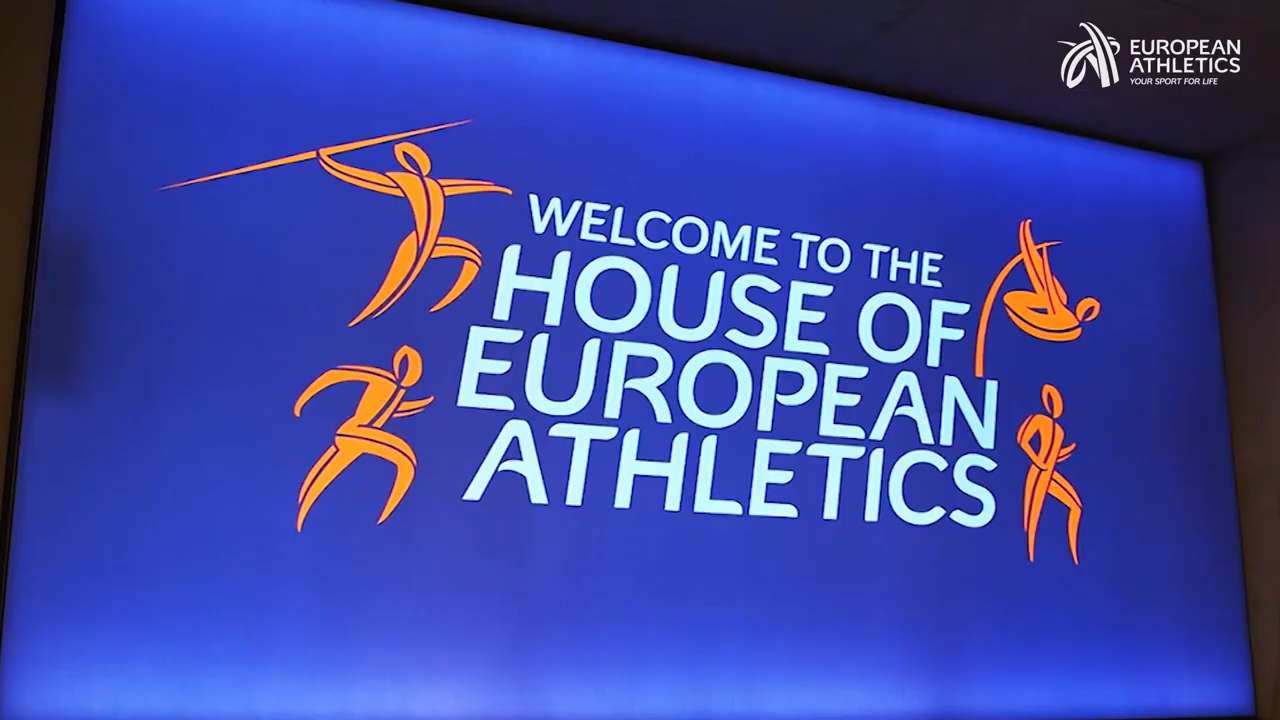 EUROPEAN
ATHLETICS
YOUR SPORT FOR LIFE
WELCOME TO THE
HOUSE OF
EUROPEAN
ATHLETICS